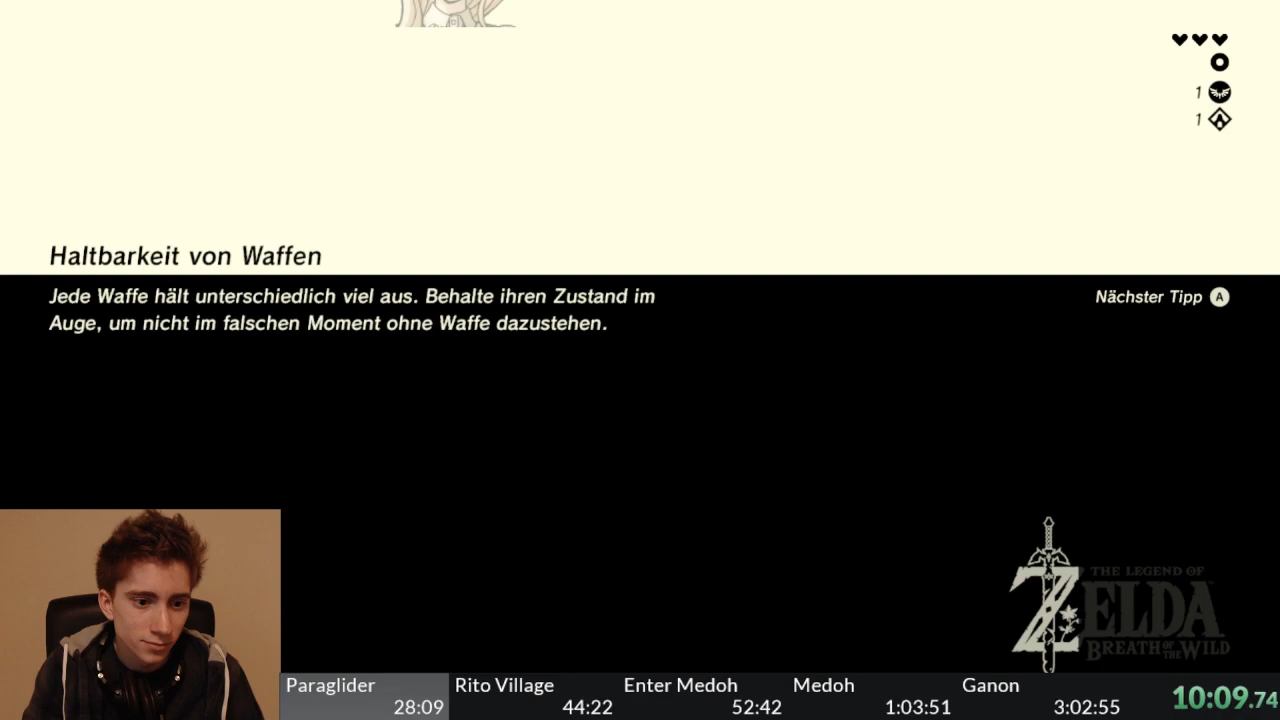 1
1
Haltbarkeit von Waffen
Jede Waffe hält unterschiedlich viel aus. Behalte ihren Zustand im
Auge, um nicht im falschen Moment ohne Waffe dazustehen.
Nächster Tipp A
THE LEGEND OF
ZELDA
BREATH OF THE WILD
Paraglider
28:09
Rito Village
44:22
Enter Medoh
52:42
Medoh
1:03:51
Ganon
3:02:55
10:09.74